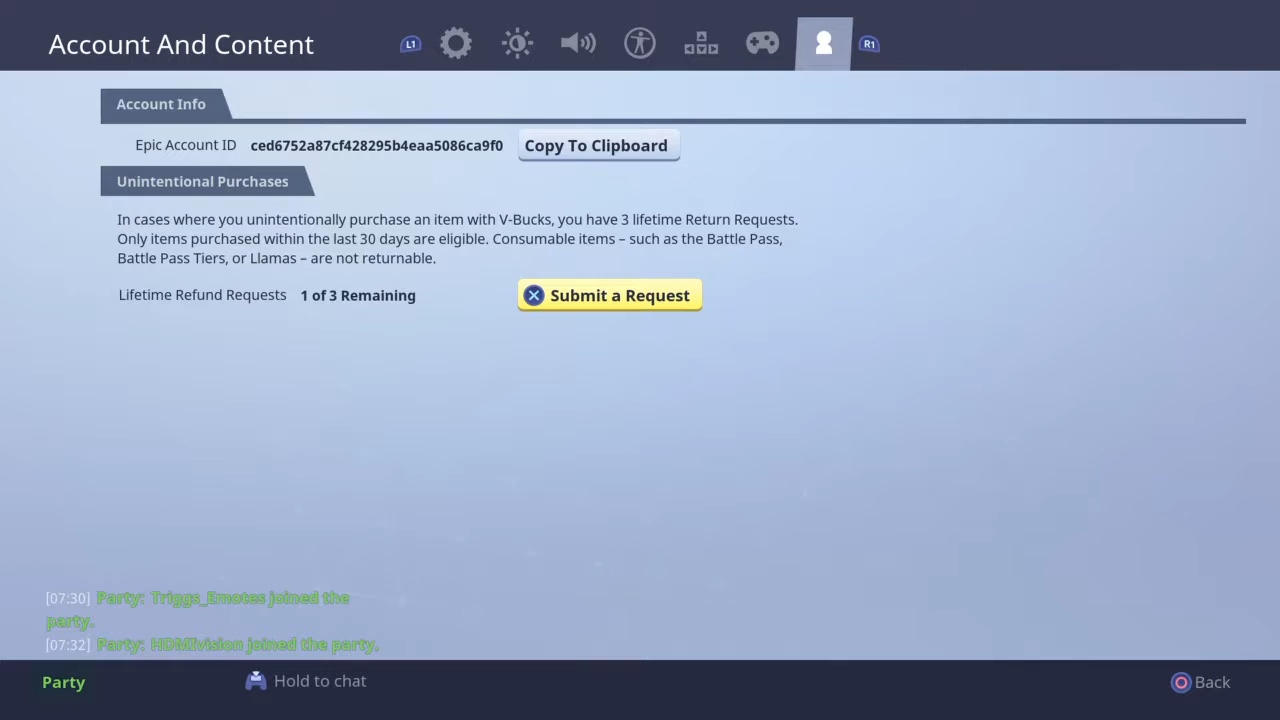 Account And Content
L1
R1
Account Info
Epic Account ID ced6752a87cf428295b4eaa5086ca9f0 Copy To Clipboard
Unintentional Purchases
In cases where you unintentionally purchase an item with V-Bucks, you have 3 lifetime Return Requests.
Only items purchased within the last 30 days are eligible. Consumable items – such as the Battle Pass,
Battle Pass Tiers, or Llamas – are not returnable.
Lifetime Refund Requests 1 of 3 Remaining Submit a Request
[07:30] Party: Triggs_Emotes joined the
party.
[07:32] Party: HDMIvision joined the party.
Party Hold to chat Back